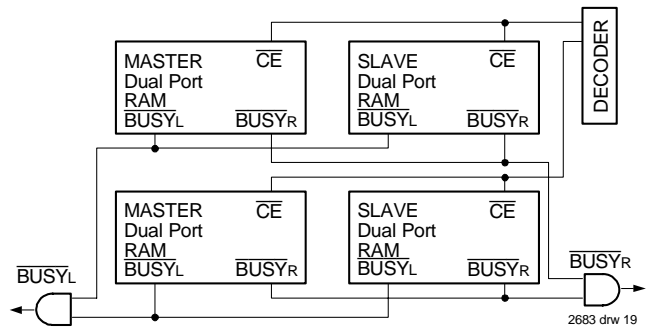 MASTER CE
Dual Port
RAM
BUSYL BUSYR
SLAVE CE
Dual Port
RAM
BUSYL BUSYR
DECODER
MASTER CE
Dual Port
RAM
BUSYL BUSYR
SLAVE CE
Dual Port
RAM
BUSYL BUSYR
BUSYL
BUSYR
2683 drw 19